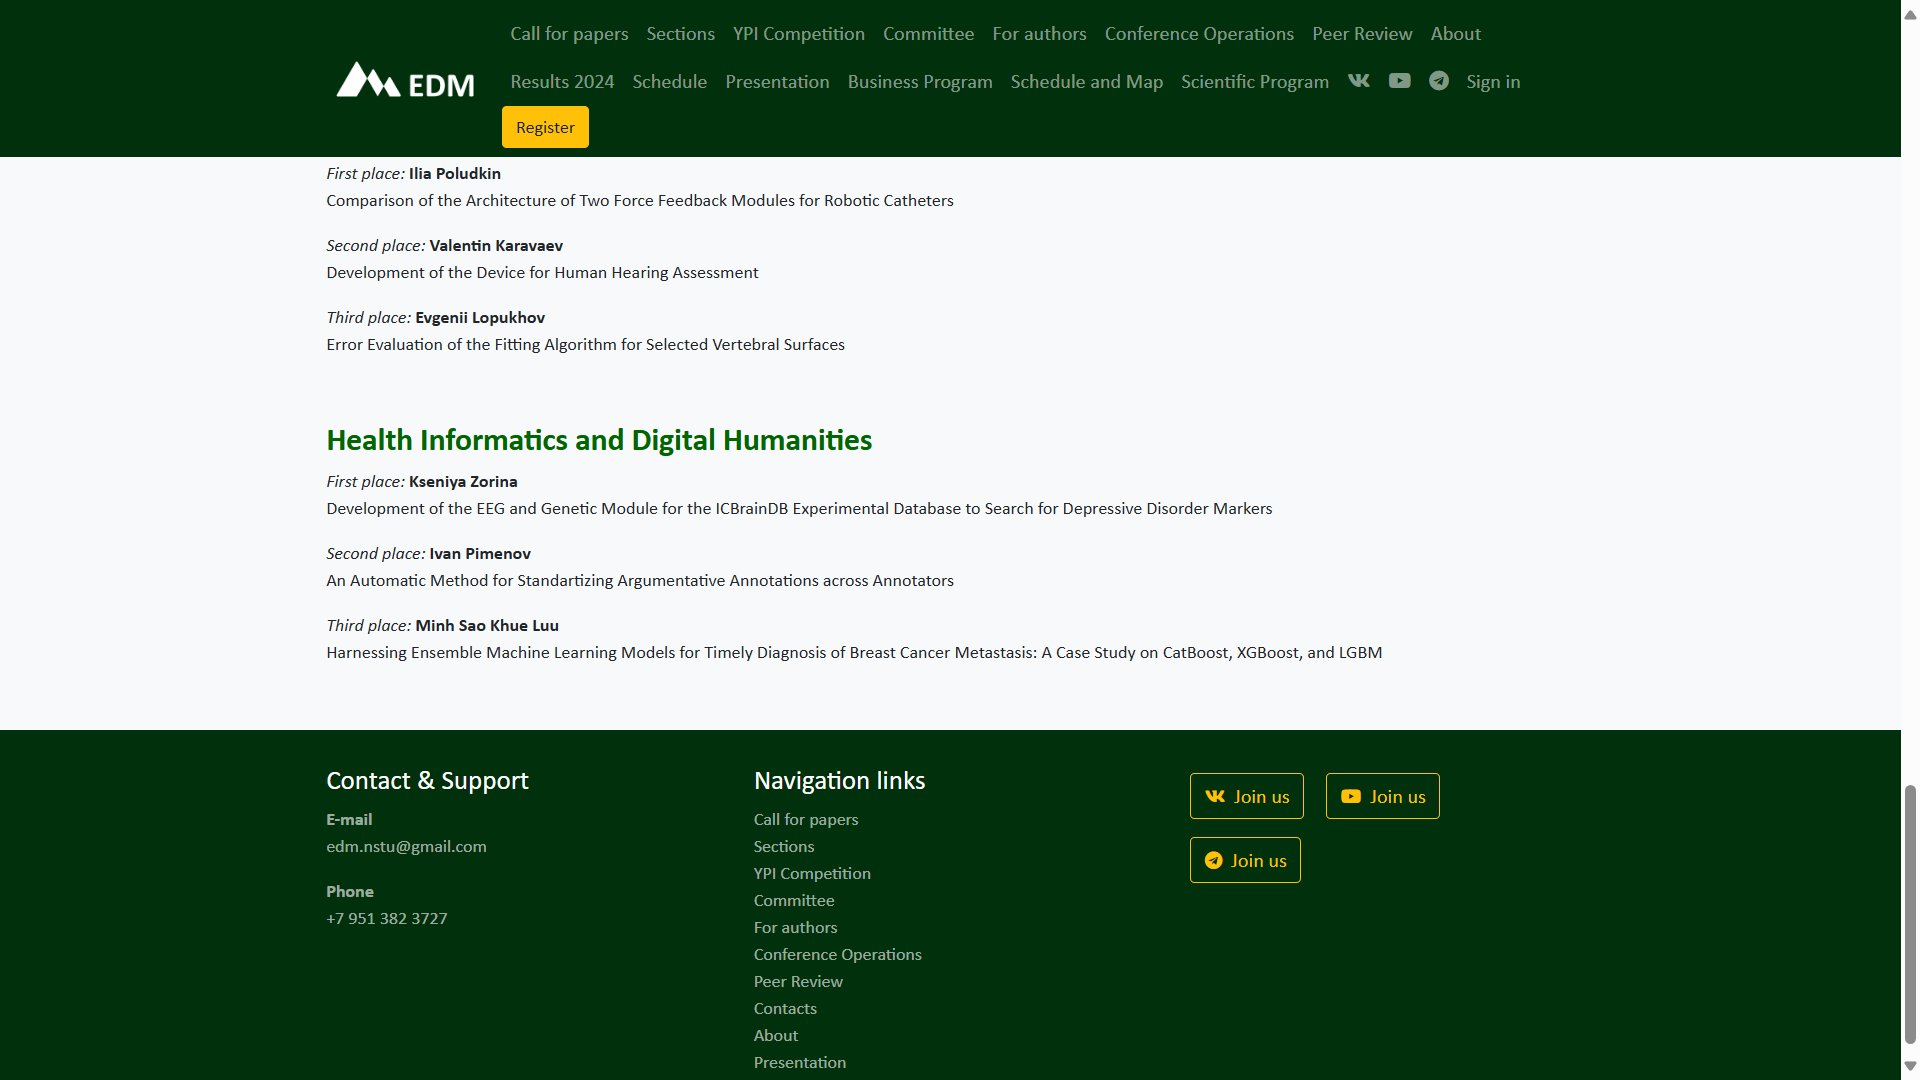 Call for papers Sections YPI Competition Committee For authors Conference Operations Peer Review About
EDM
Results 2024 Schedule Presentation Business Program Schedule and Map Scientific Program Sign in
Register
First place: Ilia Poludkin
Comparison of the Architecture of Two Force Feedback Modules for Robotic Catheters
Second place: Valentin Karavaev
Development of the Device for Human Hearing Assessment
Third place: Evgenii Lopukhov
Error Evaluation of the Fitting Algorithm for Selected Vertebral Surfaces
Health Informatics and Digital Humanities
First place: Kseniya Zorina
Development of the EEG and Genetic Module for the ICBrainDB Experimental Database to Search for Depressive Disorder Markers
Second place: Ivan Pimenov
An Automatic Method for Standartizing Argumentative Annotations across Annotators
Third place: Minh Sao Khue Luu
Harnessing Ensemble Machine Learning Models for Timely Diagnosis of Breast Cancer Metastasis: A Case Study on CatBoost, XGBoost, and LGBM
Contact & Support
E-mail
edm.nstu@gmail.com
Phone
+7 951 382 3727
Navigation links
Call for papers
Sections
YPI Competition
Committee
For authors
Conference Operations
Peer Review
Contacts
About
Presentation
Join us
Join us
Join us